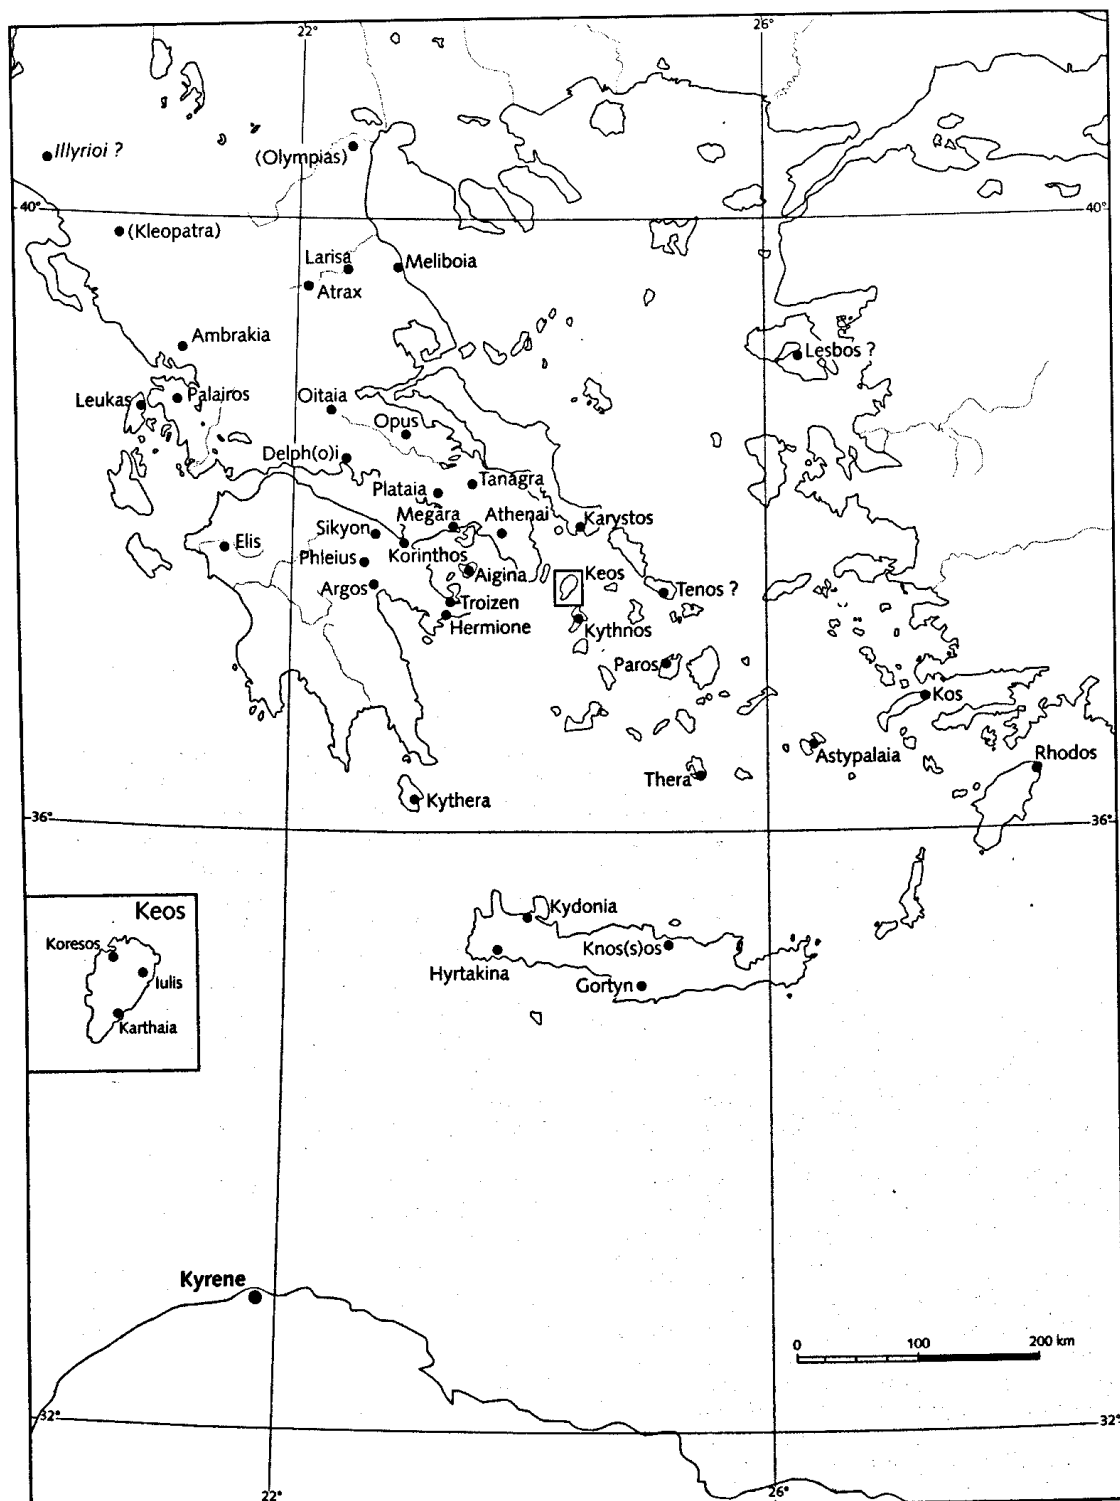 22°
26°
Illyrioi ?
(Olympias)
40°
40°
(Kleopatra)
Larisa
Meliboia
Atrax
Ambrakia
Lesbos ?
Leukas
Palairos
Oitaia
Opus
Delph(o)i
Tanagra
Plataia
Megara
Athenai
Karystos
Sikyon
Elis
Korinthos
Phleius
Aigina
Keos
Argos
Tenos ?
Troizen
Hermione
Kythnos
Paros
Kos
Astypalaia
Rhodos
Thera
Kythera
36°
36°
Keos
Koresos
Iulis
Karthaia
Kydonia
Knos(s)os
Hyrtakina
Gortyn
Kyrene
0 100 200 km
32°
32°
22°
26°